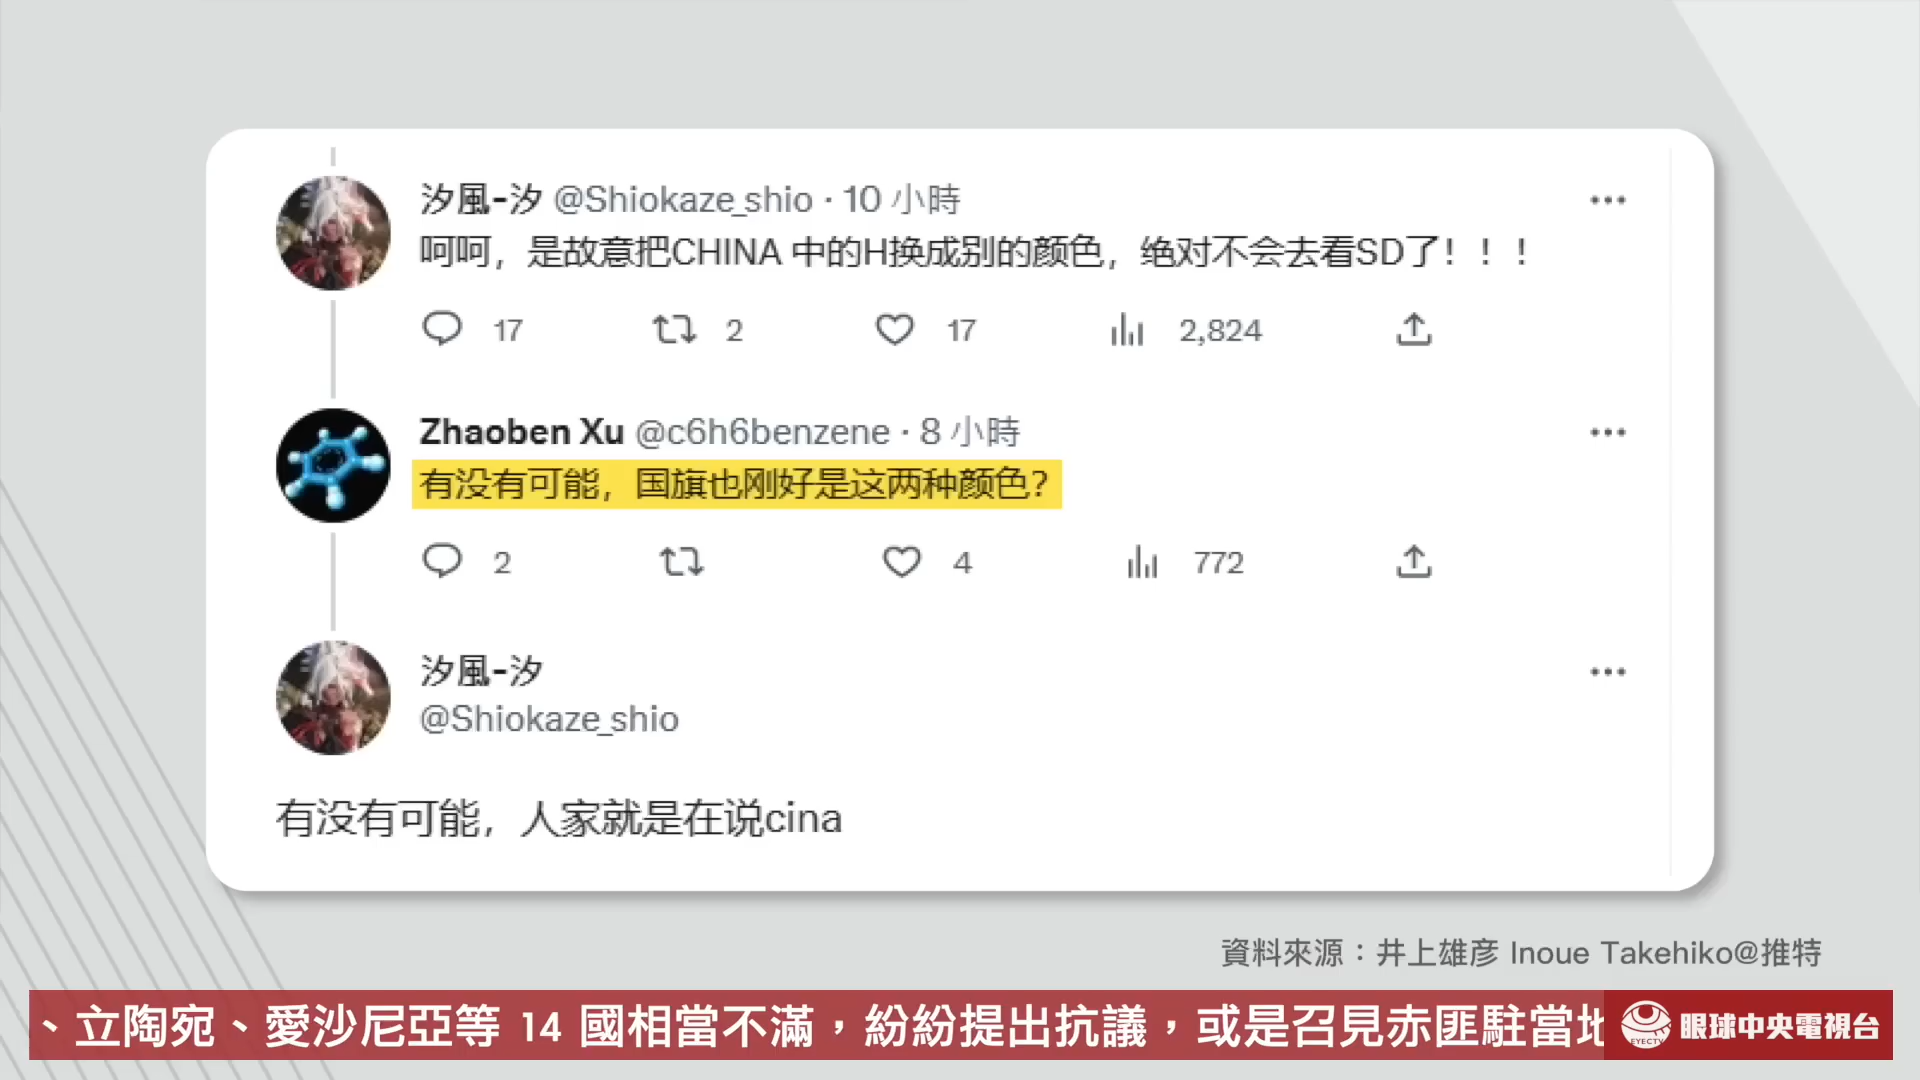 汐風-汐 @Shiokaze_shio · 10 小時
呵呵，是故意把CHINA 中的H换成别的颜色，绝对不会去看SD了！！！
17 2 17 2,824
Zhaoben Xu @c6h6benzene · 8 小時
有没有可能，国旗也刚好是这两种颜色？
2 4 772
汐風-汐
@Shiokaze_shio
有没有可能，人家就是在说cina
資料來源：井上雄彥 Inoue Takehiko@推特
、立陶宛、愛沙尼亞等 14 國相當不滿，紛紛提出抗議，或是召見赤匪駐當地
EYECTV 眼球中央電視台